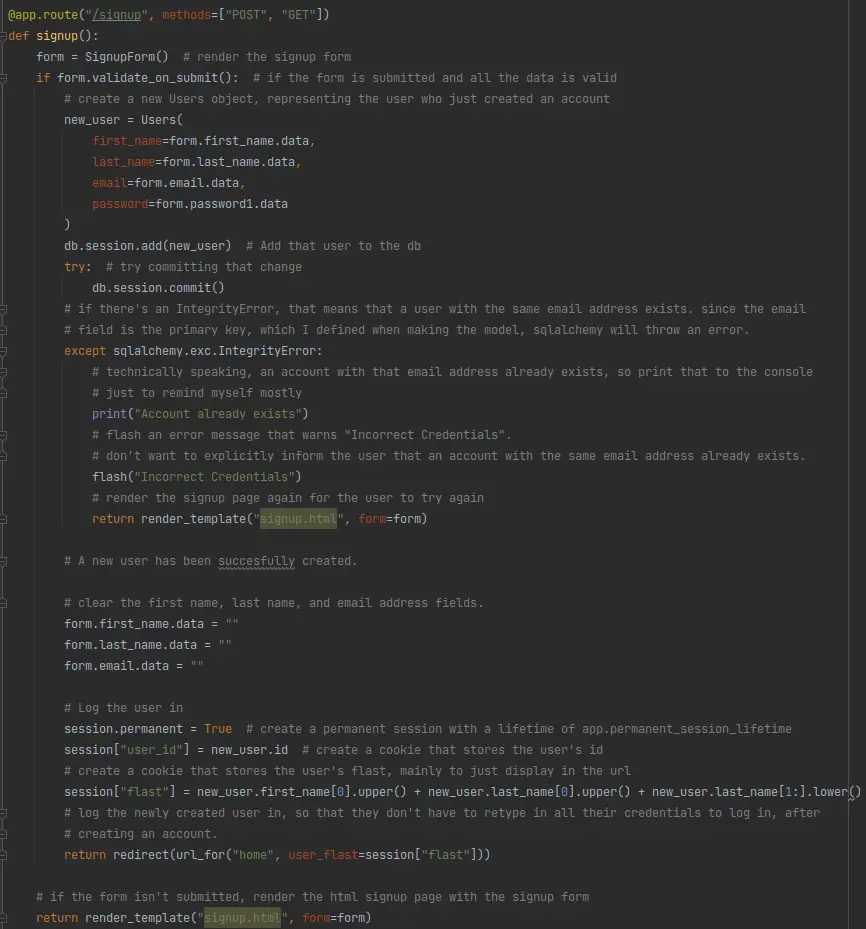 @app.route("/signup", methods=["POST", "GET"])
def signup():
    form = SignupForm()  # render the signup form
    if form.validate_on_submit():  # if the form is submitted and all the data is valid
        # create a new Users object, representing the user who just created an account
        new_user = Users(
            first_name=form.first_name.data,
            last_name=form.last_name.data,
            email=form.email.data,
            password=form.password1.data
        )
        db.session.add(new_user)  # Add that user to the db
        try:  # try committing that change
            db.session.commit()
        # if there's an IntegrityError, that means that a user with the same email address exists. since the email
        # field is the primary key, which I defined when making the model, sqlalchemy will throw an error.
        except sqlalchemy.exc.IntegrityError:
            # technically speaking, an account with that email address already exists, so print that to the console
            # just to remind myself mostly
            print("Account already exists")
            # flash an error message that warns "Incorrect Credentials".
            # don't want to explicitly inform the user that an account with the same email address already exists.
            flash("Incorrect Credentials")
            # render the signup page again for the user to try again
            return render_template("signup.html", form=form)

        # A new user has been succesfully created.

        # clear the first name, last name, and email address fields.
        form.first_name.data = ""
        form.last_name.data = ""
        form.email.data = ""

        # Log the user in
        session.permanent = True  # create a permanent session with a lifetime of app.permanent_session_lifetime
        session["user_id"] = new_user.id  # create a cookie that stores the user's id
        # create a cookie that stores the user's flast, mainly to just display in the url
        session["flast"] = new_user.first_name[0].upper() + new_user.last_name[0].upper() + new_user.last_name[1:].lower()
        # log the newly created user in, so that they don't have to retype in all their credentials to log in, after
        # creating an account.
        return redirect(url_for("home", user_flast=session["flast"]))

    # if the form isn't submitted, render the html signup page with the signup form
    return render_template("signup.html", form=form)